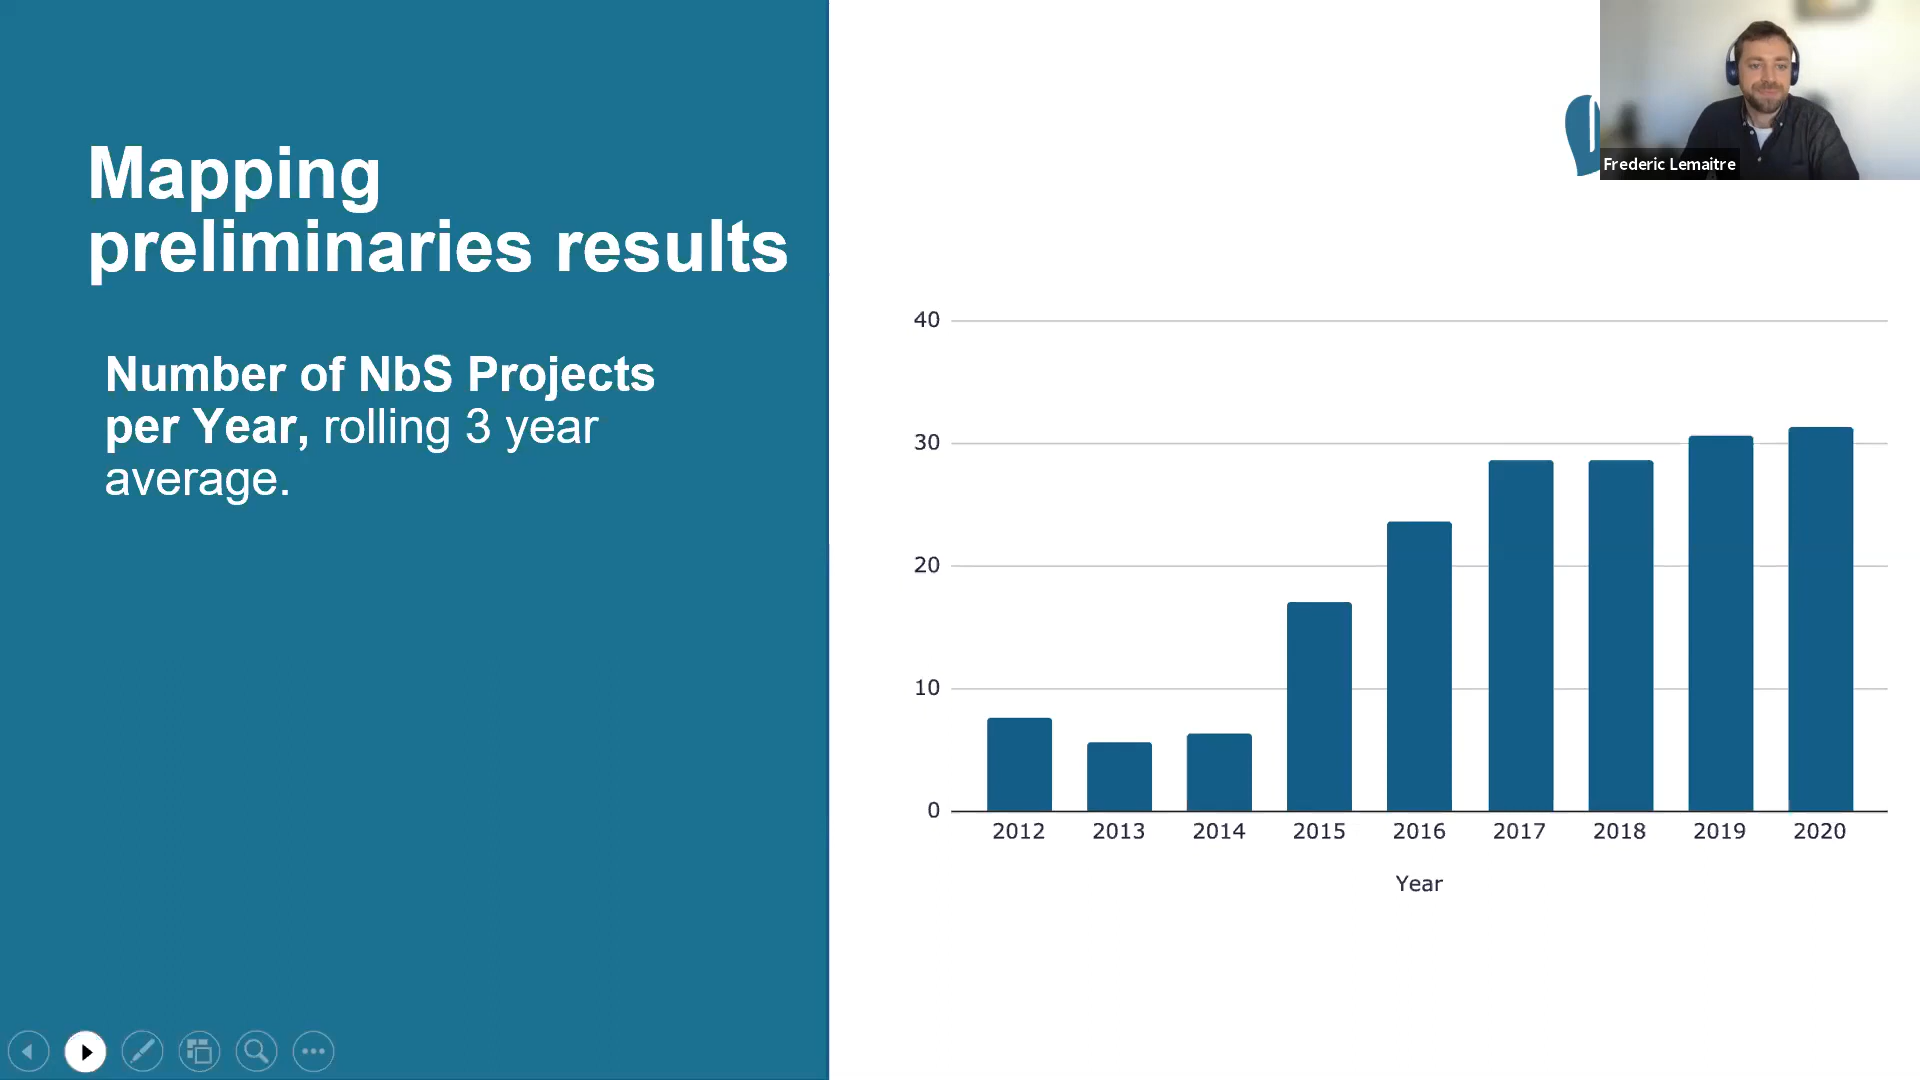 Mapping
preliminaries results
Number of NbS Projects
per Year, rolling 3 year
average.
Frederic Lemaitre
40
30
20
10
0
2012 2013 2014 2015 2016 2017 2018 2019 2020
Year